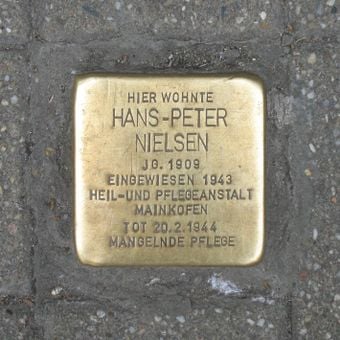 HIER WOHNTE
HANS-PETER
NIELSEN
JG. 1909
EINGEWIESEN 1943
HEIL-UND PFLEGEANSTALT
MAINKOFEN
TOT 20.2.1944
MANGELNDE PFLEGE